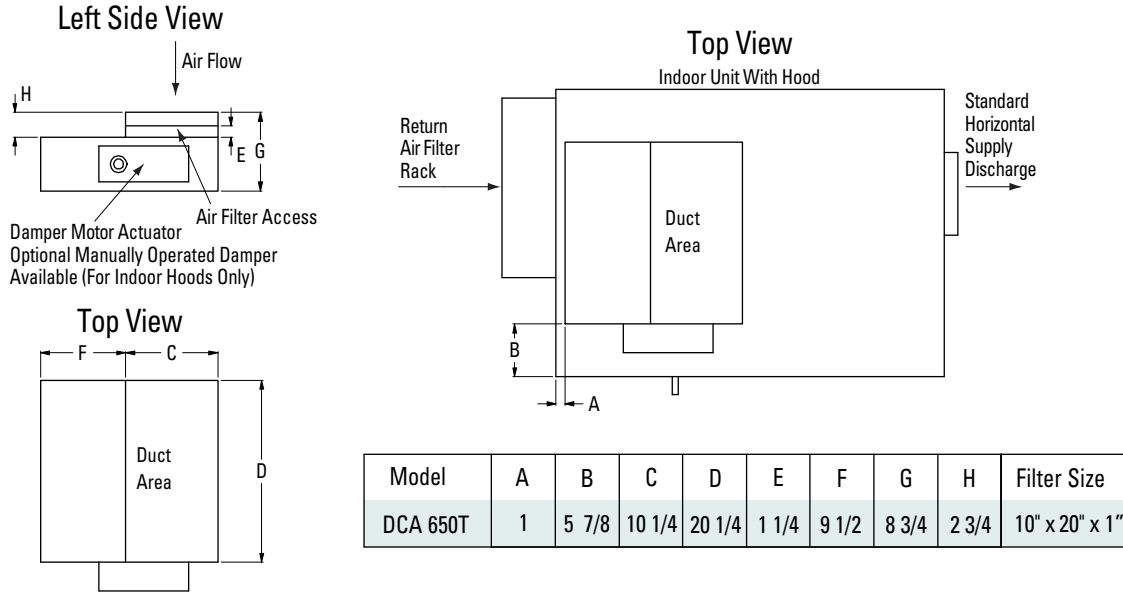 Left Side View
Air Flow
H
E
G
Air Filter Access
Damper Motor Actuator
Optional Manually Operated Damper
Available (For Indoor Hoods Only)
Top View
F
C
Duct
Area
D
Top View
Indoor Unit With Hood
Return
Air Filter
Rack
Standard
Horizontal
Supply
Discharge
Duct
Area
B
A
Model A B C D E F G H Filter Size
DCA 650T 1 5 7/8 10 1/4 20 1/4 1 1/4 9 1/2 8 3/4 2 3/4 10" x 20" x 1"